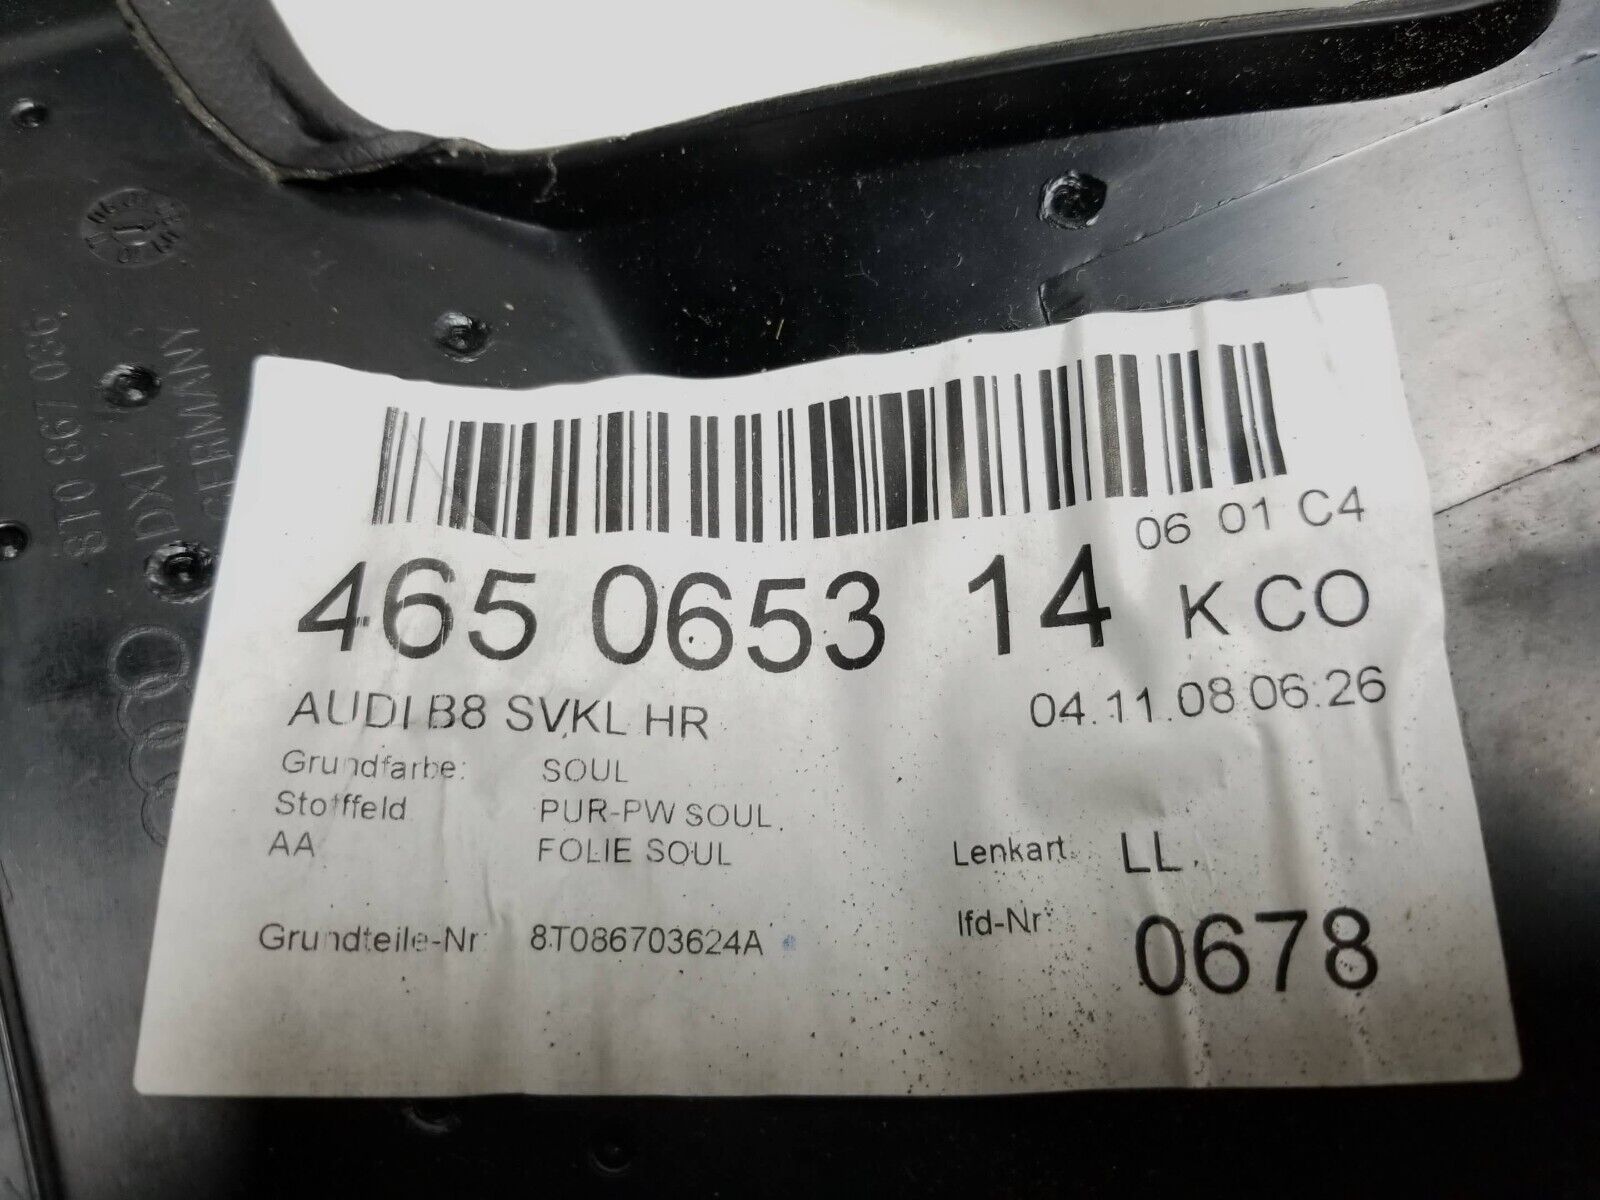 8T0 867 036
DXL
GERMANY
06 01 C4
465 0653 14 K CO
AUDI B8 SVKL HR 04.11.08 06:26
Grundfarbe: SOUL
Stofffeld PUR-PW SOUL
AA FOLIE SOUL
Lenkart: LL
Grundteile-Nr: 8T086703624A
lfd-Nr: 0678